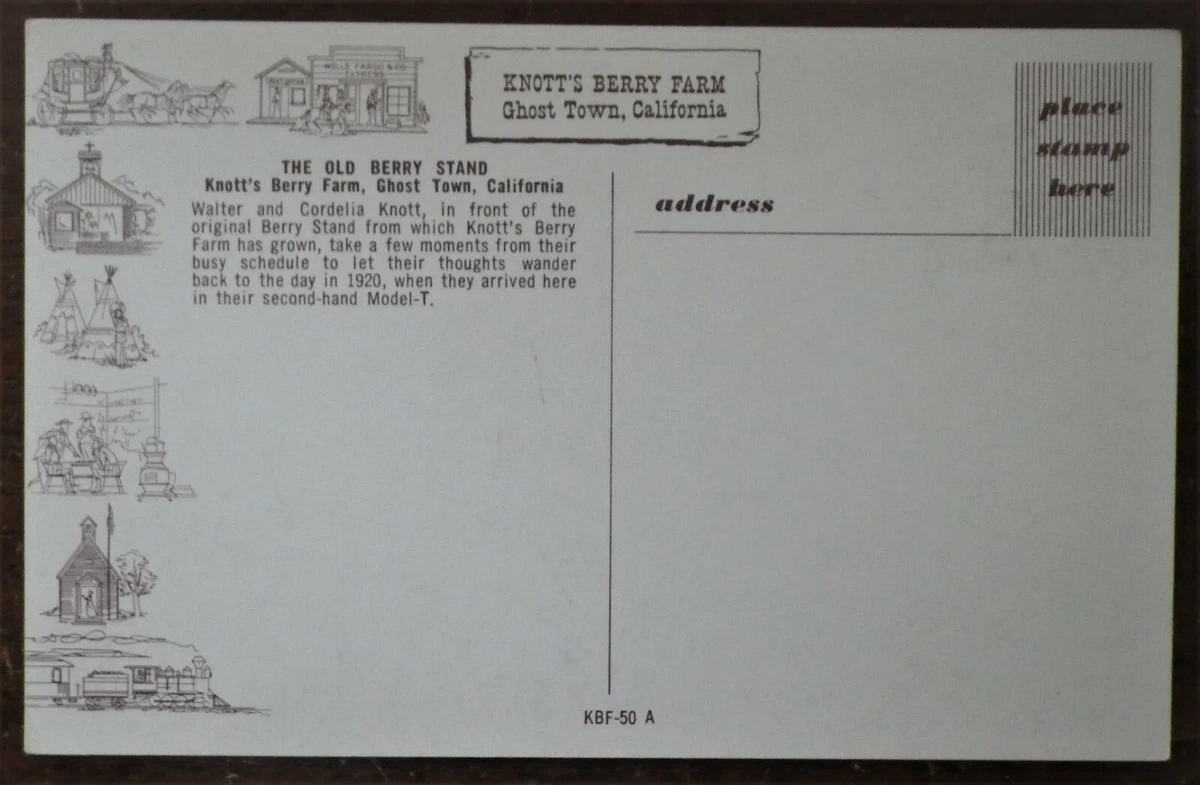 WELLS FARGO & CO
EXPRESS
POST OFFICE
KNOTT'S BERRY FARM
Ghost Town, California
place
stamp
here
THE OLD BERRY STAND
Knott's Berry Farm, Ghost Town, California
Walter and Cordelia Knott, in front of the
original Berry Stand from which Knott's Berry
Farm has grown, take a few moments from their
busy schedule to let their thoughts wander
back to the day in 1920, when they arrived here
in their second-hand Model-T.
address
KBF-50 A